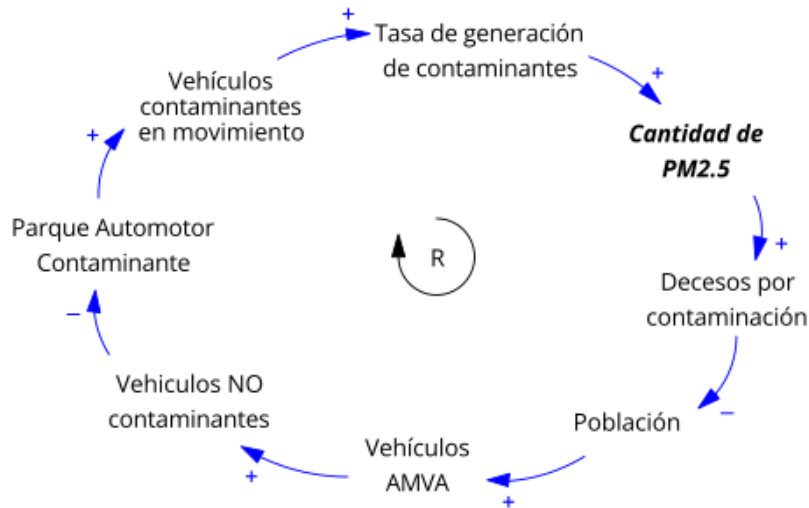 +
Tasa de generación
de contaminantes
+
Cantidad de
PM2.5
+
Decesos por
contaminación
–
Población
+
Vehículos
AMVA
+
Vehiculos NO
contaminantes
–
Parque Automotor
Contaminante
+
Vehículos
contaminantes
en movimiento
R